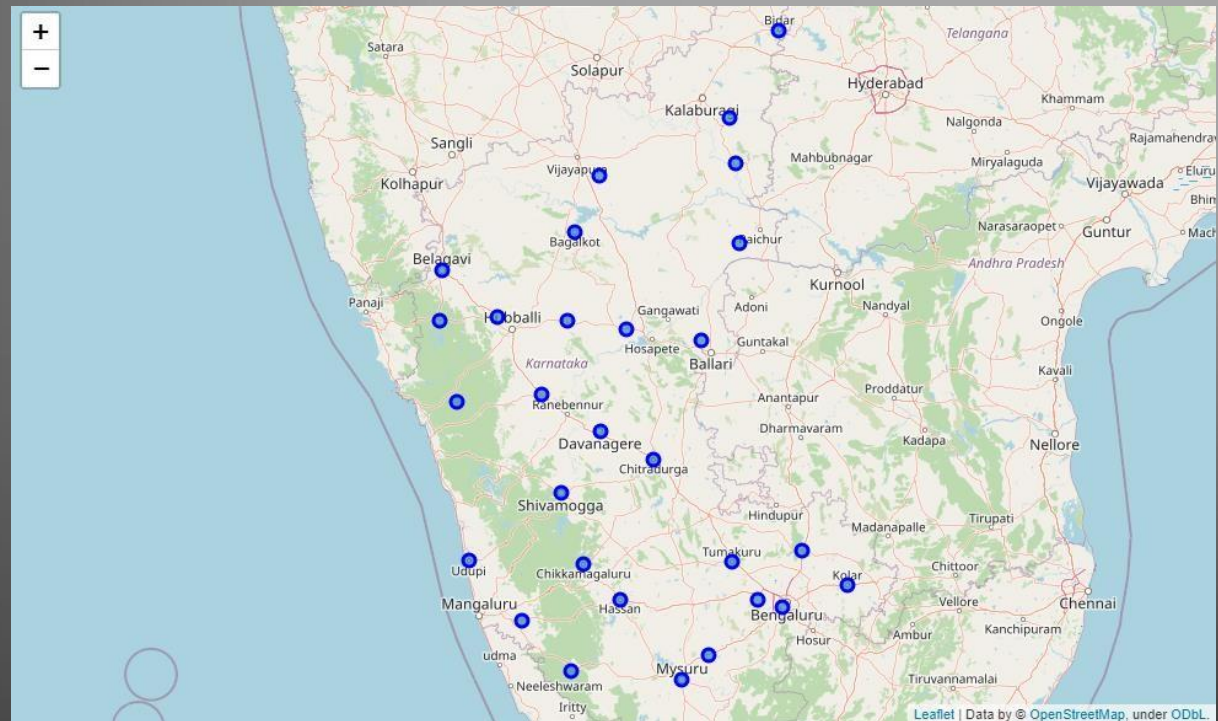 +
−
Bidar
Telangana
Satara
Solapur
Hyderabad
Kalaburagi
Khammam
Nalgonda
Rajamahendrav
Sangli
Mahbubnagar
Miryalaguda
Vijayapura
Eluru
Kolhapur
Vijayawada
Bhim
Narasaraopet
Guntur
Mach
Bagalkot
Raichur
Belagavi
Andhra Pradesh
Kurnool
Panaji
Gangawati
Adoni
Nandyal
Hubballi
Ongole
Hosapete
Guntakal
Karnataka
Ballari
Kavali
Proddatur
Anantapur
Ranebennur
Dharmavaram
Davanagere
Kadapa
Nellore
Chitradurga
Shivamogga
Hindupur
Tirupati
Madanapalle
Tumakuru
Udupi
Chikkamagaluru
Kolar
Chittoor
Mangaluru
Hassan
Vellore
Chennai
Bengaluru
Kanchipuram
Hosur
Ambur
udma
Mysuru
Neeleshwaram
Tiruvannamalai
Iritty
Leaflet | Data by © OpenStreetMap, under ODbL.